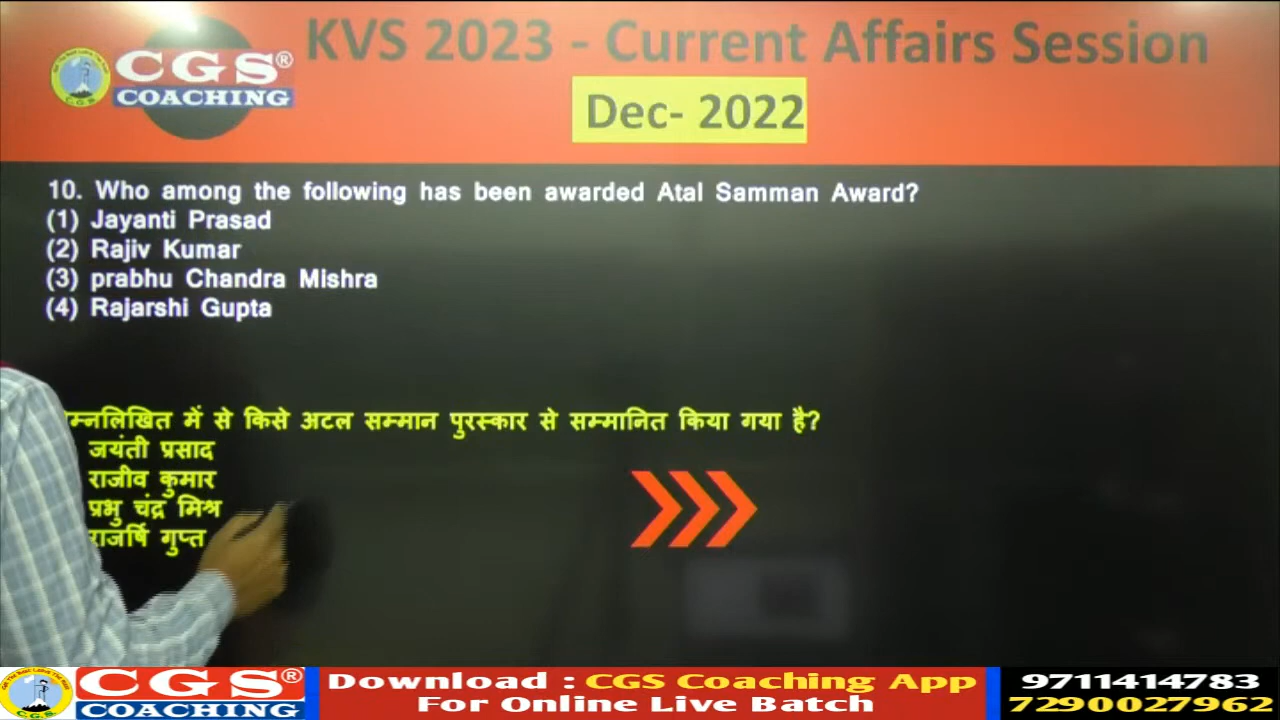 CGS®
COACHING
C.G.S
KVS 2023 - Current Affairs Session
Dec- 2022
10. Who among the following has been awarded Atal Samman Award?
(1) Jayanti Prasad
(2) Rajiv Kumar
(3) prabhu Chandra Mishra
(4) Rajarshi Gupta
में से किसे अटल सम्मान पुरस्कार से सम्मानित किया गया है?
जयंती प्रसाद
राजीव कुमार
प्रभु चंद्र मिश्र
राजर्षि गुप्त
CGS®
COACHING
C.G.S
Download : CGS Coaching App
For Online Live Batch
9711414783
7290027962